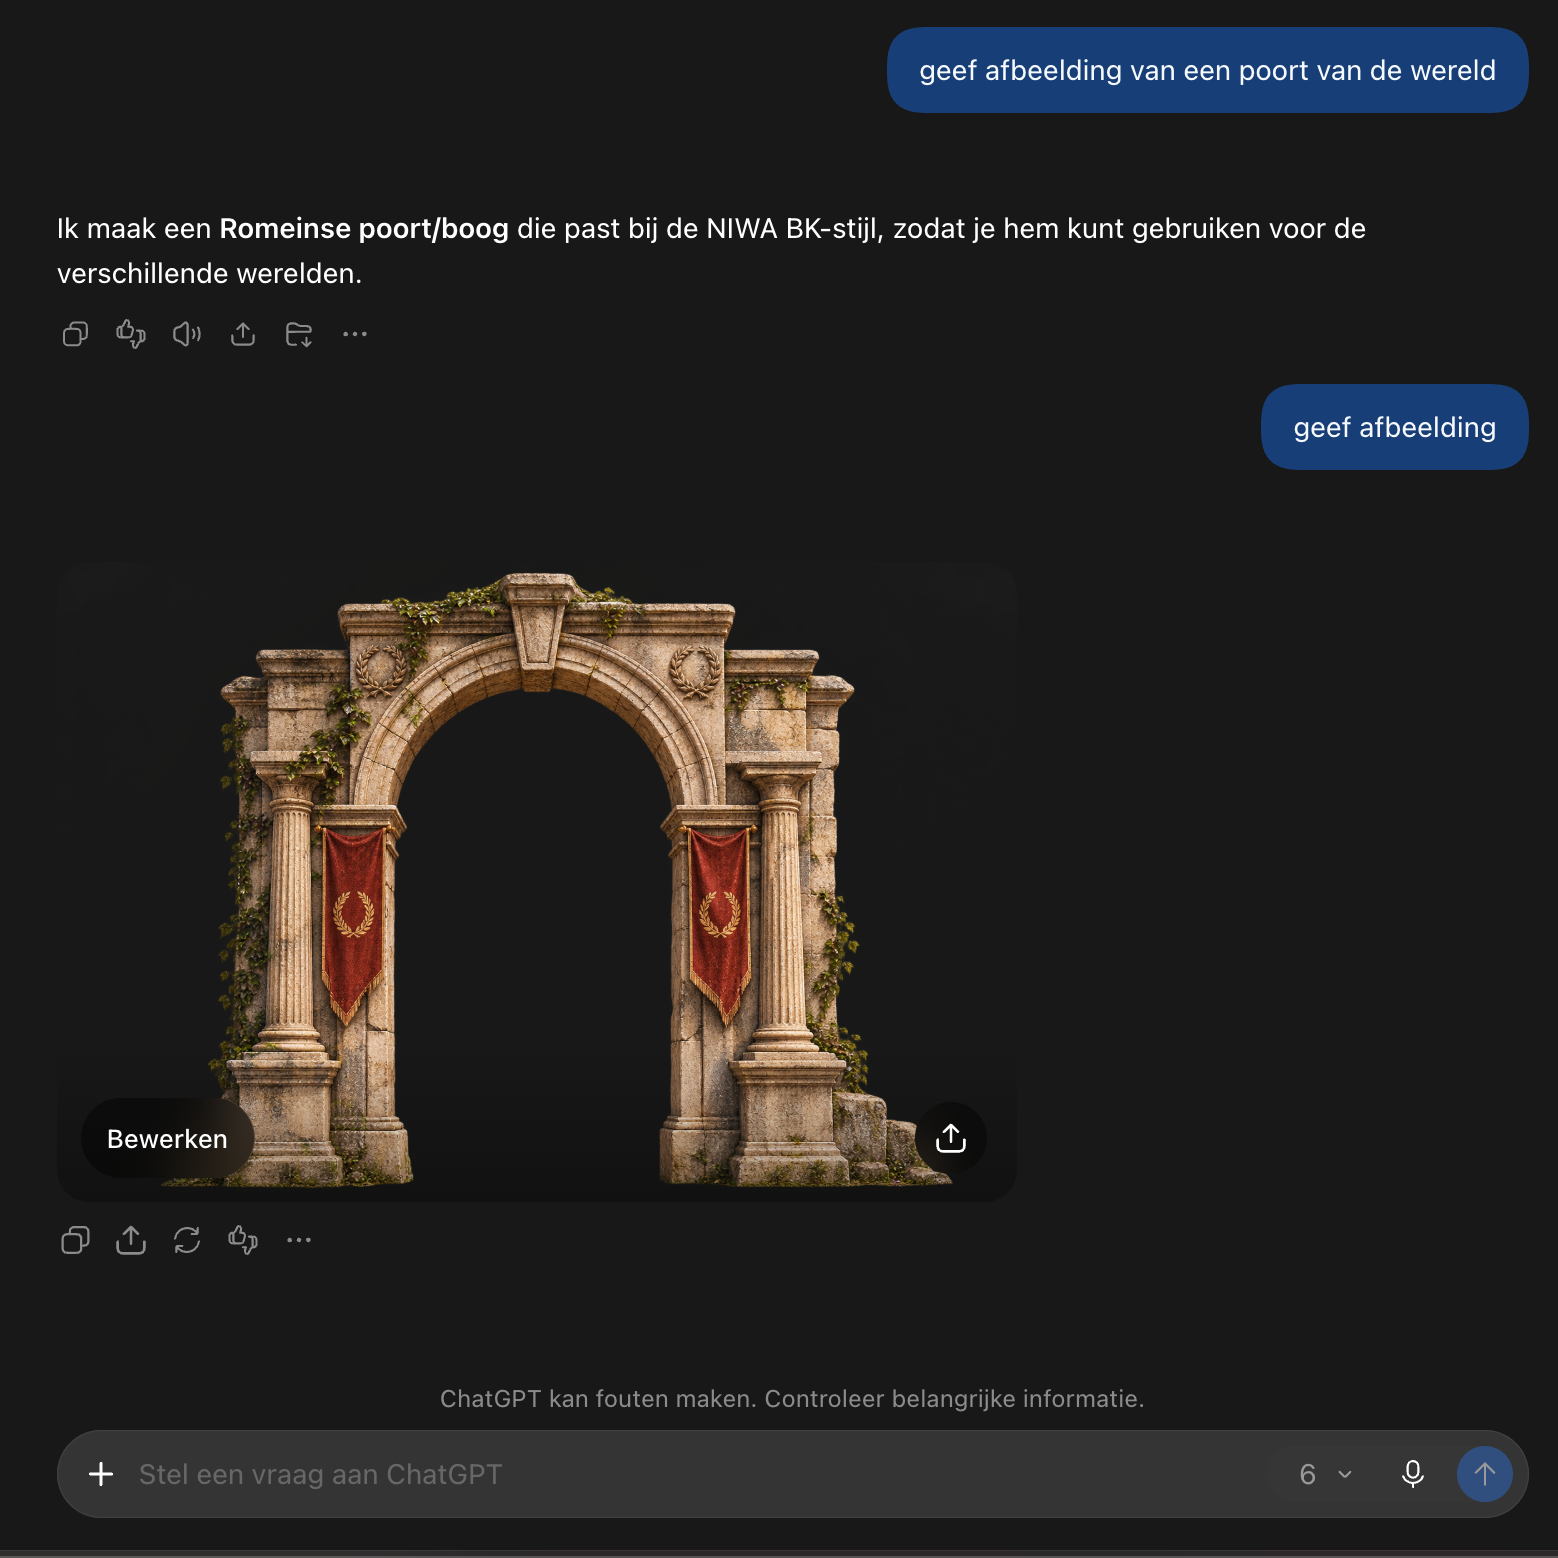 geef afbeelding van een poort van de wereld
Ik maak een Romeinse poort/boog die past bij de NIWA BK-stijl, zodat je hem kunt gebruiken voor de
verschillende werelden.
geef afbeelding
Bewerken
ChatGPT kan fouten maken. Controleer belangrijke informatie.
Stel een vraag aan ChatGPT
6